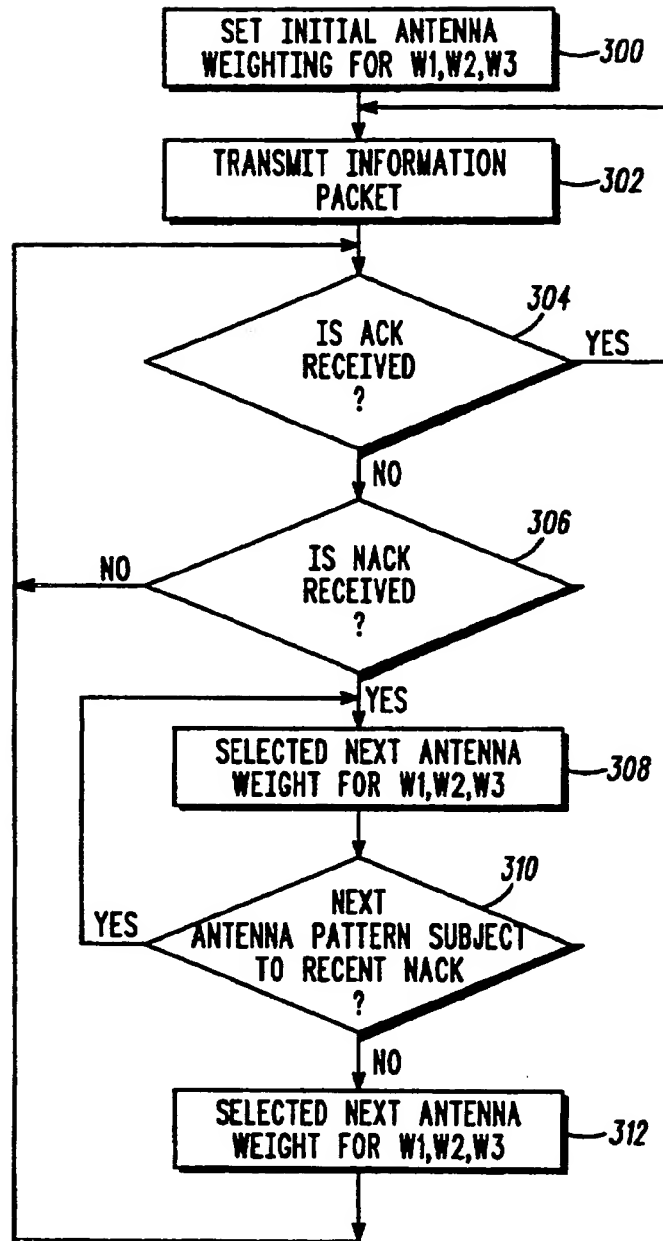 SET INITIAL ANTENNA
WEIGHTING FOR W1,W2,W3
300
TRANSMIT INFORMATION
PACKET
302
304
IS ACK
RECEIVED
?
YES
NO
306
IS NACK
RECEIVED
?
NO
YES
SELECTED NEXT ANTENNA
WEIGHT FOR W1,W2,W3
308
310
NEXT
ANTENNA PATTERN SUBJECT
TO RECENT NACK
?
YES
NO
SELECTED NEXT ANTENNA
WEIGHT FOR W1,W2,W3
312